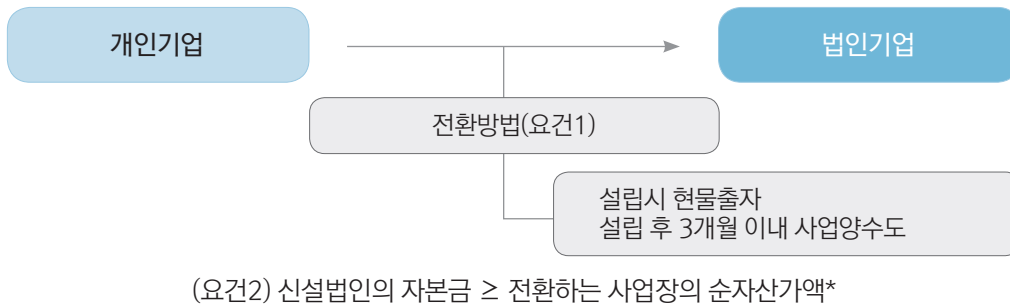 개인기업
법인기업
전환방법(요건1)
설립시 현물출자
설립 후 3개월 이내 사업양수도
(요건2) 신설법인의 자본금 ≥ 전환하는 사업장의 순자산가액*